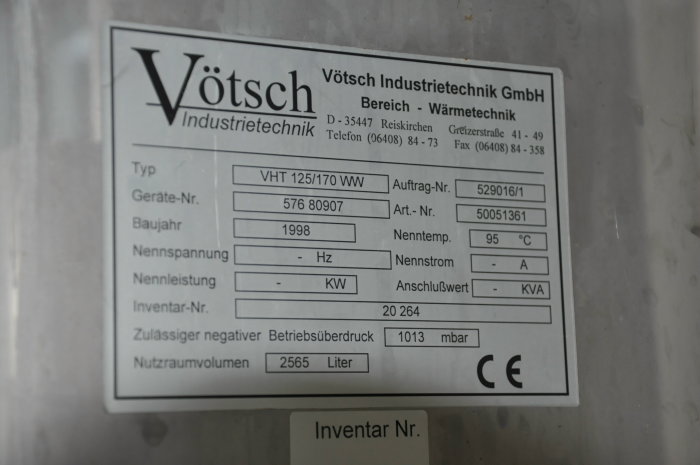 Vötsch
Industrietechnik
Vötsch Industrietechnik GmbH
Bereich - Wärmetechnik
D - 35447 Reiskirchen Greizerstraße 41 - 49
Telefon (06408) 84 - 73 Fax (06408) 84 - 358
Typ VHT 125/170 WW Auftrag-Nr. 529016/1
Geräte-Nr. 576 80907 Art.- Nr. 50051361
Baujahr 1998 Nenntemp. 95 °C
Nennspannung - Hz Nennstrom - A
Nennleistung - KW Anschlußwert - KVA
Inventar-Nr. 20 264
Zulässiger negativer Betriebsüberdruck 1013 mbar
Nutzraumvolumen 2565 Liter
CE
Inventar Nr.